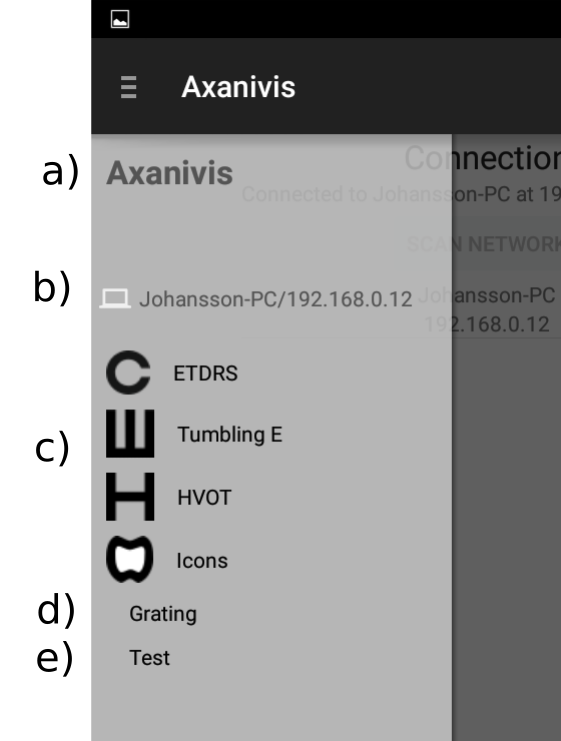 Axanivis
a) Axanivis
Connection
Connected to Johansson-PC at 19
SCAN NETWORK
b) Johansson-PC/192.168.0.12
Johansson-PC
192.168.0.12
ETDRS
Tumbling E
c)
HVOT
Icons
d) Grating
e) Test